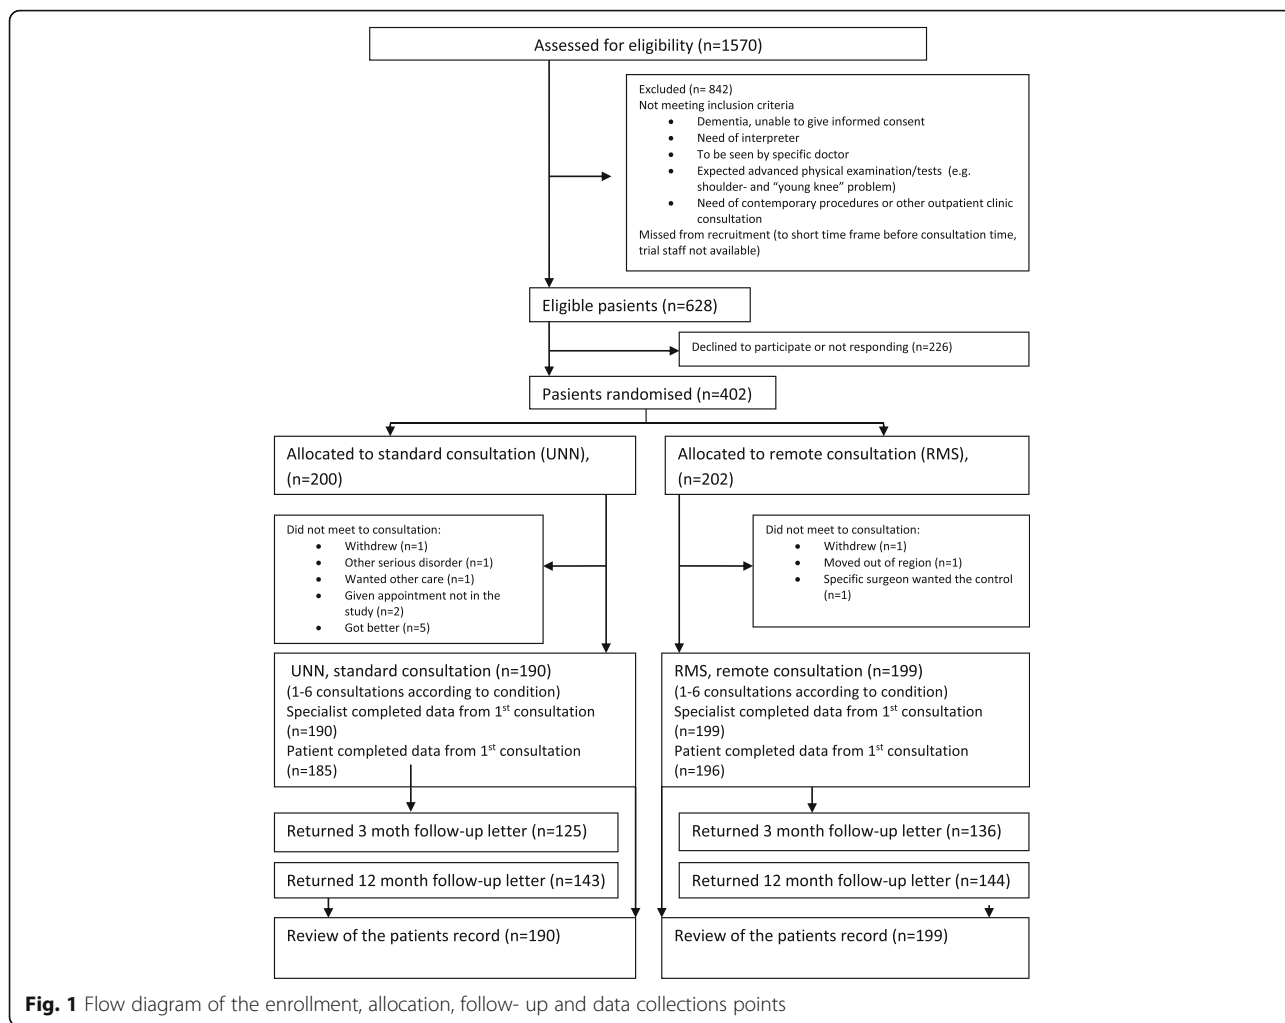 Assessed for eligibility (n=1570)
Excluded (n= 842)
Not meeting inclusion criteria
• Dementia, unable to give informed consent
• Need of interpreter
• To be seen by specific doctor
• Expected advanced physical examination/tests (e.g.
shoulder- and “young knee” problem)
• Need of contemporary procedures or other outpatient clinic
consultation
Missed from recruitment (to short time frame before consultation time,
trial staff not available)
Eligible pasients (n=628)
Declined to participate or not responding (n=226)
Pasients randomised (n=402)
Allocated to standard consultation (UNN),
(n=200)
Allocated to remote consultation (RMS),
(n=202)
Did not meet to consultation:
• Withdrew (n=1)
• Other serious disorder (n=1)
• Wanted other care (n=1)
• Given appointment not in the
study (n=2)
• Got better (n=5)
Did not meet to consultation:
• Withdrew (n=1)
• Moved out of region (n=1)
• Specific surgeon wanted the control
(n=1)
UNN, standard consultation (n=190)
(1-6 consultations according to condition)
Specialist completed data from 1st consultation
(n=190)
Patient completed data from 1st consultation
(n=185)
RMS, remote consultation (n=199)
(1-6 consultations according to condition)
Specialist completed data from 1st consultation
(n=199)
Patient completed data from 1st consultation
(n=196)
Returned 3 moth follow-up letter (n=125)
Returned 3 month follow-up letter (n=136)
Returned 12 month follow-up letter (n=143)
Returned 12 month follow-up letter (n=144)
Review of the patients record (n=190)
Review of the patients record (n=199)
Fig. 1 Flow diagram of the enrollment, allocation, follow- up and data collections points